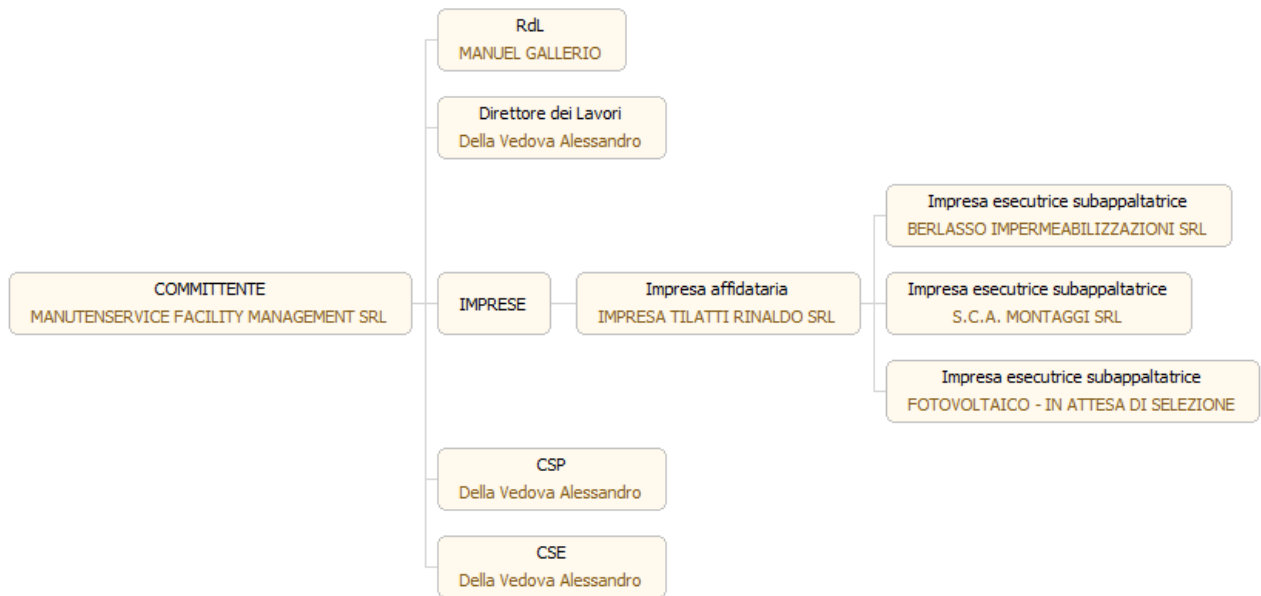 RdL
MANUEL GALLERIO
Direttore dei Lavori
Della Vedova Alessandro
Impresa esecutrice subappaltatrice
BERLASSO IMPERMEABILIZZAZIONI SRL
COMMITTENTE
MANUTENSERVICE FACILITY MANAGEMENT SRL
IMPRESE
Impresa affidataria
IMPRESA TILATTI RINALDO SRL
Impresa esecutrice subappaltatrice
S.C.A. MONTAGGI SRL
Impresa esecutrice subappaltatrice
FOTOVOLTAICO - IN ATTESA DI SELEZIONE
CSP
Della Vedova Alessandro
CSE
Della Vedova Alessandro